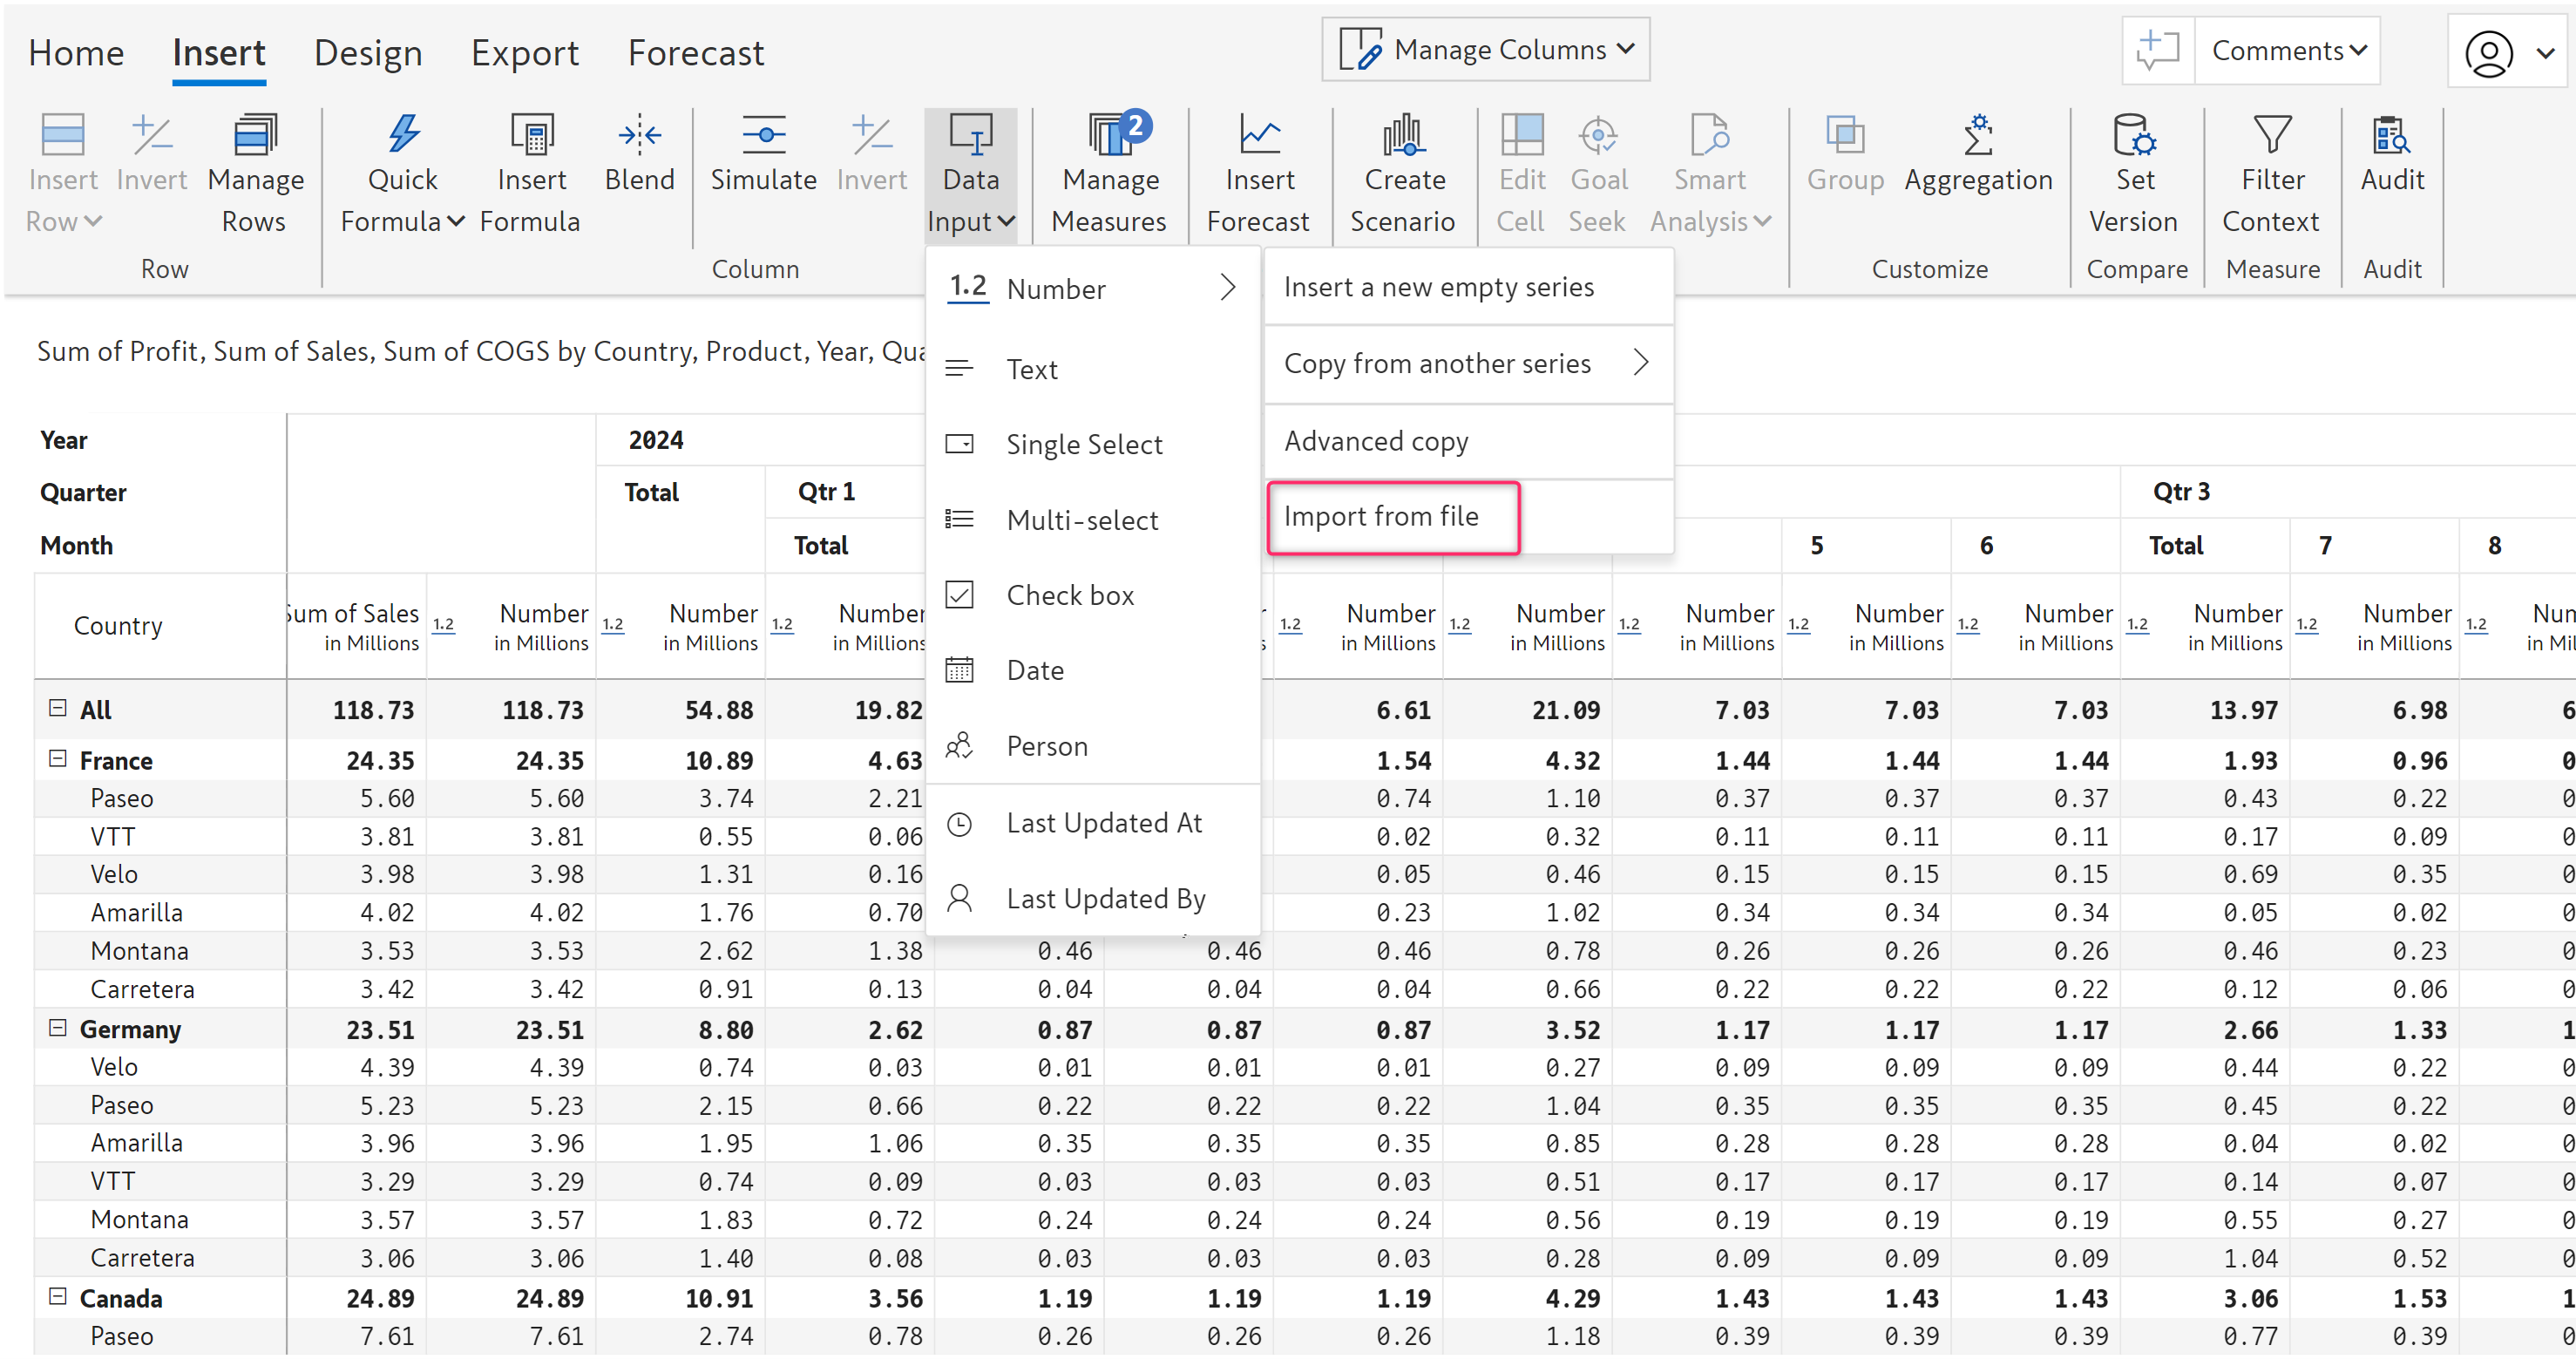 Home Insert Design Export Forecast Manage Columns Comments
Insert Row Invert Manage Rows Quick Formula Insert Formula Blend Simulate Invert Data Input Manage Measures 2 Insert Forecast Create Scenario Edit Cell Goal Seek Smart Analysis Group Aggregation Set Version Filter Context Audit
Row Column Customize Compare Measure Audit
1.2 Number
Text
Single Select
Multi-select
Check box
Date
Person
Last Updated At
Last Updated By
Insert a new empty series
Copy from another series
Advanced copy
Import from file
Sum of Profit, Sum of Sales, Sum of COGS by Country, Product, Year,
Year 2024
Quarter Total Qtr 1 Qtr 3
Month Total 5 6 Total 7 8
Country Sum of Sales 1.2 Number 1.2 Number 1.2 Number 1.2 Number 1.2 Number 1.2 Number 1.2 Number 1.2 Number 1.2 Number 1.2 Number 1.2
in Millions in Millions in Millions in Millions in Millions in Millions in Millions in Millions in Millions in Millions in Millions
All 118.73 118.73 54.88 19.82 6.61 21.09 7.03 7.03 7.03 13.97 6.98
France 24.35 24.35 10.89 4.63 1.54 4.32 1.44 1.44 1.44 1.93 0.96
Paseo 5.60 5.60 3.74 2.21 0.74 1.10 0.37 0.37 0.37 0.43 0.22
VTT 3.81 3.81 0.55 0.06 0.02 0.32 0.11 0.11 0.11 0.17 0.09
Velo 3.98 3.98 1.31 0.16 0.05 0.46 0.15 0.15 0.15 0.69 0.35
Amarilla 4.02 4.02 1.76 0.70 0.23 1.02 0.34 0.34 0.34 0.05 0.02
Montana 3.53 3.53 2.62 1.38 0.46 0.46 0.46 0.78 0.26 0.26 0.26 0.46 0.23
Carretera 3.42 3.42 0.91 0.13 0.04 0.04 0.04 0.66 0.22 0.22 0.22 0.12 0.06
Germany 23.51 23.51 8.80 2.62 0.87 0.87 0.87 3.52 1.17 1.17 1.17 2.66 1.33
Velo 4.39 4.39 0.74 0.03 0.01 0.01 0.01 0.27 0.09 0.09 0.09 0.44 0.22
Paseo 5.23 5.23 2.15 0.66 0.22 0.22 0.22 1.04 0.35 0.35 0.35 0.45 0.22
Amarilla 3.96 3.96 1.95 1.06 0.35 0.35 0.35 0.85 0.28 0.28 0.28 0.04 0.02
VTT 3.29 3.29 0.74 0.09 0.03 0.03 0.03 0.51 0.17 0.17 0.17 0.14 0.07
Montana 3.57 3.57 1.83 0.72 0.24 0.24 0.24 0.56 0.19 0.19 0.19 0.55 0.27
Carretera 3.06 3.06 1.40 0.08 0.03 0.03 0.03 0.28 0.09 0.09 0.09 1.04 0.52
Canada 24.89 24.89 10.91 3.56 1.19 1.19 1.19 4.29 1.43 1.43 1.43 3.06 1.53
Paseo 7.61 7.61 2.74 0.78 0.26 0.26 0.26 1.18 0.39 0.39 0.39 0.77 0.39